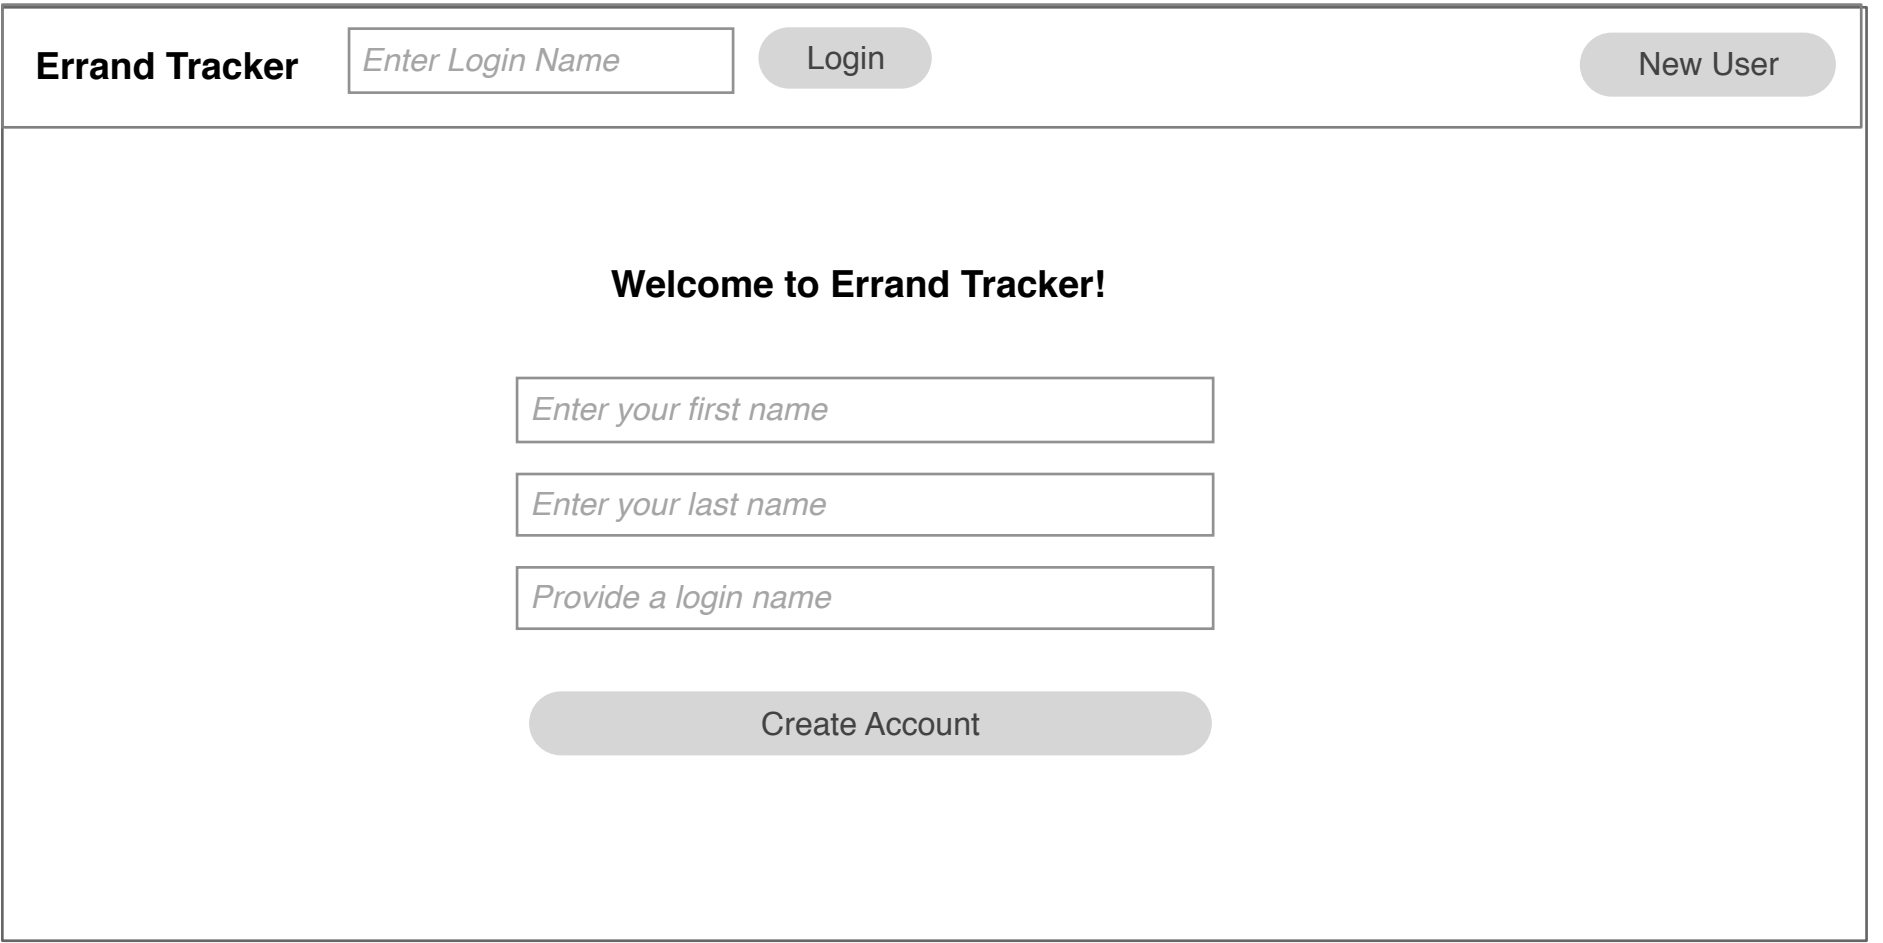 Errand Tracker
Enter Login Name
Login
New User
Welcome to Errand Tracker!
Enter your first name
Enter your last name
Provide a login name
Create Account